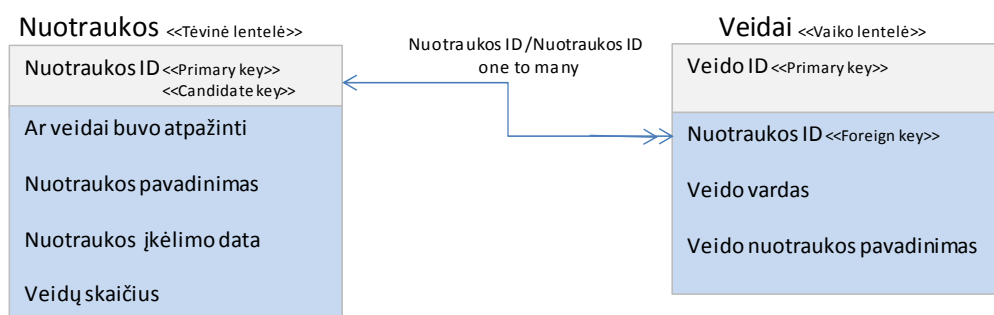 Nuotraukos <<Tėvinė lentelė>>
Nuotraukos ID <<Primary key>>
<<Candidate key>>
Ar veidai buvo atpažinti
Nuotraukos pavadinimas
Nuotraukos įkėlimo data
Veidų skaičius
Nuotraukos ID/Nuotraukos ID
one to many
Veidai <<Vaiko lentelė>>
Veido ID <<Primary key>>
Nuotraukos ID <<Foreign key>>
Veido vardas
Veido nuotraukos pavadinimas